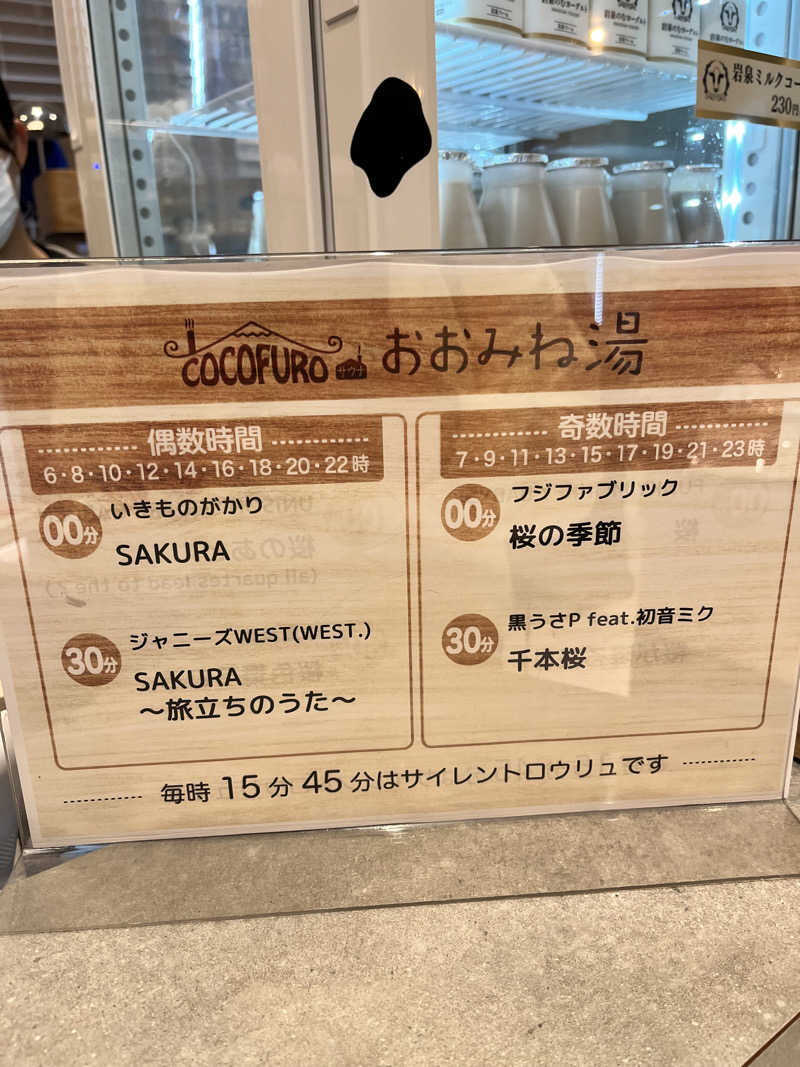 岩泉ミルクコー
230円
COCOFURO サウナ おおみね湯
偶数時間
6・8・10・12・14・16・18・20・22時
00分 いきものがかり
SAKURA
30分 ジャニーズWEST(WEST.)
SAKURA
〜旅立ちのうた〜
奇数時間
7・9・11・13・15・17・19・21・23時
00分 フジファブリック
桜の季節
30分 黒うさP feat.初音ミク
千本桜
毎時 15分 45分はサイレントロウリュです